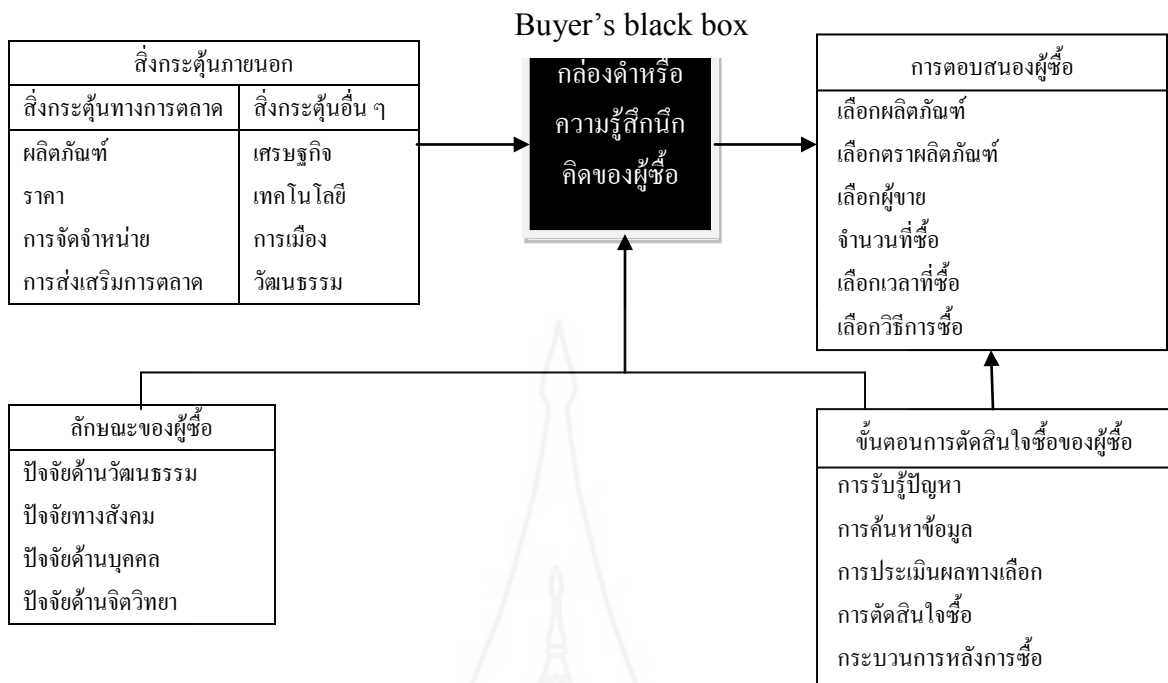 Buyer’s black box
สิ่งกระตุ้นภายนอก
สิ่งกระตุ้นทางการตลาด
สิ่งกระตุ้นอื่น ๆ
ผลิตภัณฑ์
เศรษฐกิจ
ราคา
เทคโนโลยี
การจัดจำหน่าย
การเมือง
การส่งเสริมการตลาด
วัฒนธรรม
กล่องดำหรือ
ความรู้สึกนึก
คิดของผู้ซื้อ
การตอบสนองผู้ซื้อ
เลือกผลิตภัณฑ์
เลือกตราผลิตภัณฑ์
เลือกผู้ขาย
จำนวนที่ซื้อ
เลือกเวลาที่ซื้อ
เลือกวิธีการซื้อ
ลักษณะของผู้ซื้อ
ปัจจัยด้านวัฒนธรรม
ปัจจัยทางสังคม
ปัจจัยด้านบุคคล
ปัจจัยด้านจิตวิทยา
ขั้นตอนการตัดสินใจซื้อของผู้ซื้อ
การรับรู้ปัญหา
การค้นหาข้อมูล
การประเมินผลทางเลือก
การตัดสินใจซื้อ
กระบวนการหลังการซื้อ